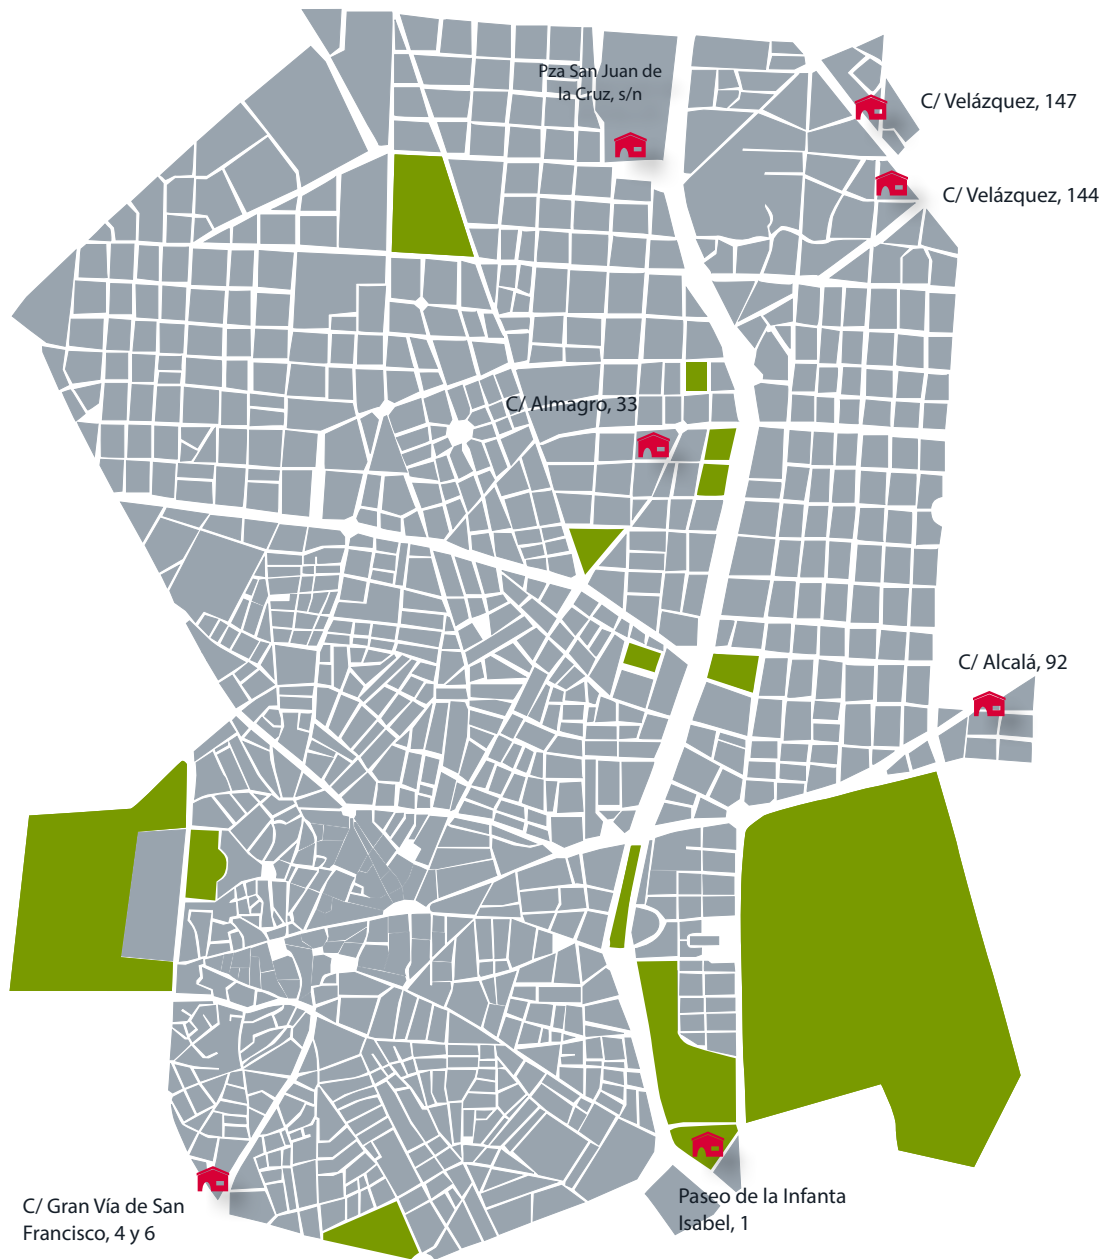 Pza San Juan de
la Cruz, s/n
C/ Velázquez, 147
C/ Velázquez, 144
C/ Almagro, 33
C/ Alcalá, 92
Paseo de la Infanta
Isabel, 1
C/ Gran Vía de San
Francisco, 4 y 6